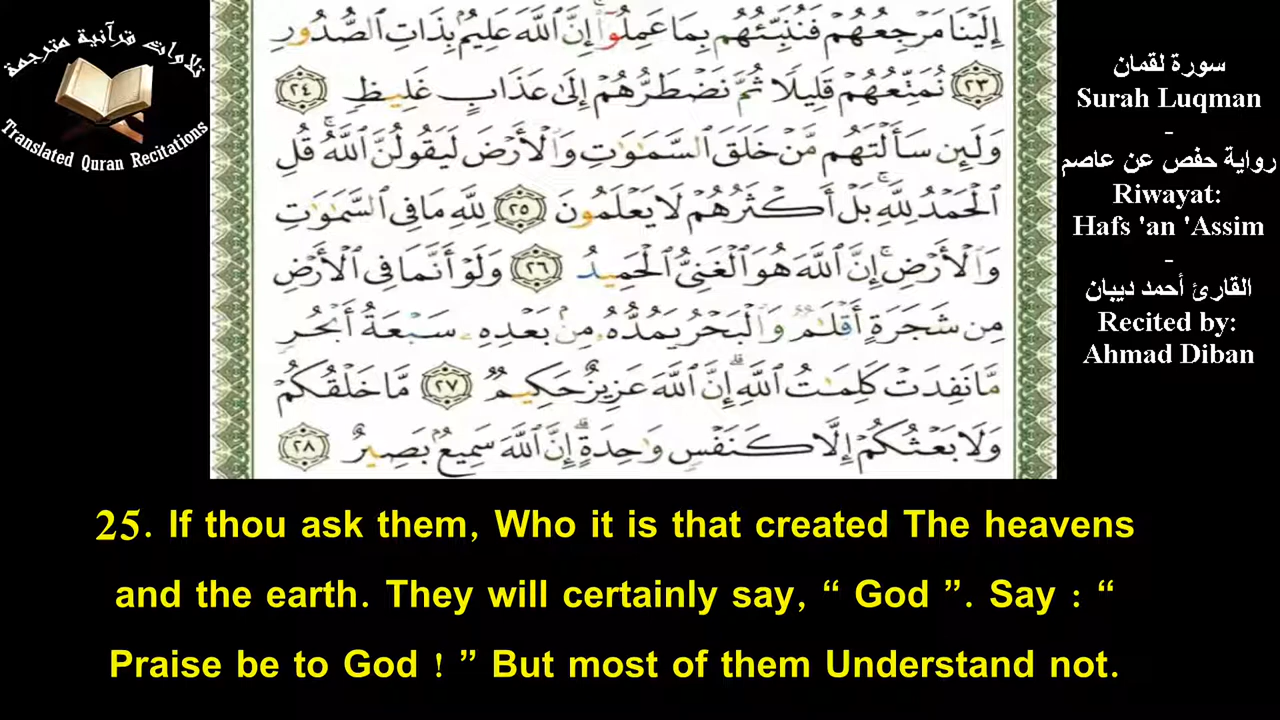 تلاوات قرآنية مترجمة
Translated Quran Recitations
إِلَيْنَا مَرْجِعُهُمْ فَنُنَبِّئُهُم بِمَا عَمِلُوٓا۟ ۚ إِنَّ ٱللَّهَ عَلِيمٌۢ بِذَاتِ ٱلصُّدُورِ
٢٣ نُمَتِّعُهُمْ قَلِيلًا ثُمَّ نَضْطَرُّهُمْ إِلَىٰ عَذَابٍ غَلِيظٍ ٢٤
وَلَئِن سَأَلْتَهُم مَّنْ خَلَقَ ٱلسَّمَـٰوَٰتِ وَٱلْأَرْضَ لَيَقُولُنَّ ٱللَّهُ ۚ قُلِ
ٱلْحَمْدُ لِلَّهِ ۚ بَلْ أَكْثَرُهُمْ لَا يَعْلَمُونَ ٢٥ لِلَّهِ مَا فِى ٱلسَّمَـٰوَٰتِ
وَٱلْأَرْضِ ۚ إِنَّ ٱللَّهَ هُوَ ٱلْغَنِىُّ ٱلْحَمِيدُ ٢٦ وَلَوْ أَنَّمَا فِى ٱلْأَرْضِ
مِن شَجَرَةٍ أَقْلَـٰمٌ وَٱلْبَحْرُ يَمُدُّهُۥ مِنۢ بَعْدِهِۦ سَبْعَةُ أَبْحُرٍ
مَّا نَفِدَتْ كَلِمَـٰتُ ٱللَّهِ ۗ إِنَّ ٱللَّهَ عَزِيزٌ حَكِيمٌ ٢٧ مَّا خَلْقُكُمْ
وَلَا بَعْثُكُمْ إِلَّا كَنَفْسٍ وَٰحِدَةٍ ۗ إِنَّ ٱللَّهَ سَمِيعٌۢ بَصِيرٌ ٢٨
سورة لقمان
Surah Luqman
-
رواية حفص عن عاصم
Riwayat:
Hafs 'an 'Assim
-
القارئ أحمد ديبان
Recited by:
Ahmad Diban
25. If thou ask them, Who it is that created The heavens
and the earth. They will certainly say, “ God ”. Say : “
Praise be to God ! ” But most of them Understand not.